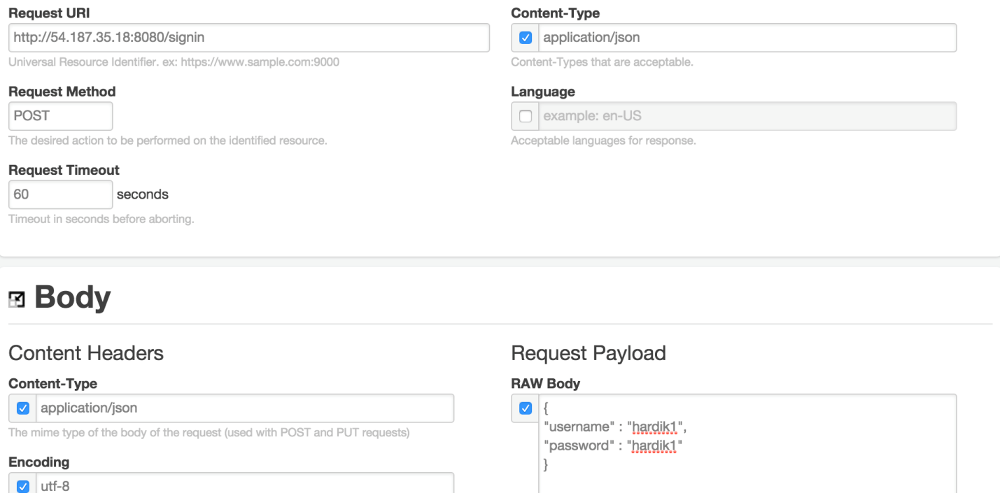 Request URI
http://54.187.35.18:8080/signin
Universal Resource Identifier. ex: https://www.sample.com:9000
Request Method
POST
The desired action to be performed on the identified resource.
Request Timeout
60 seconds
Timeout in seconds before aborting.
Content-Type
application/json
Content-Types that are acceptable.
Language
example: en-US
Acceptable languages for response.
Body
Content Headers
Content-Type
application/json
The mime type of the body of the request (used with POST and PUT requests)
Encoding
utf-8
Request Payload
RAW Body
{
"username" : "hardik1",
"password" : "hardik1"
}